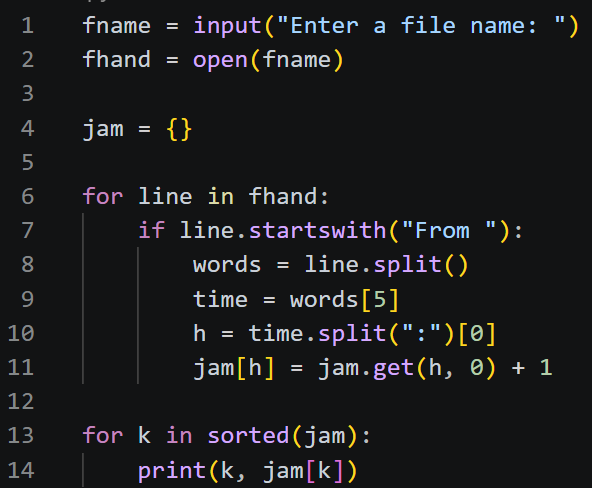 1 fname = input("Enter a file name: ")
2 fhand = open(fname)
3
4 jam = {}
5
6 for line in fhand:
7     if line.startswith("From "):
8         words = line.split()
9         time = words[5]
10         h = time.split(":")[0]
11         jam[h] = jam.get(h, 0) + 1
12
13 for k in sorted(jam):
14     print(k, jam[k])